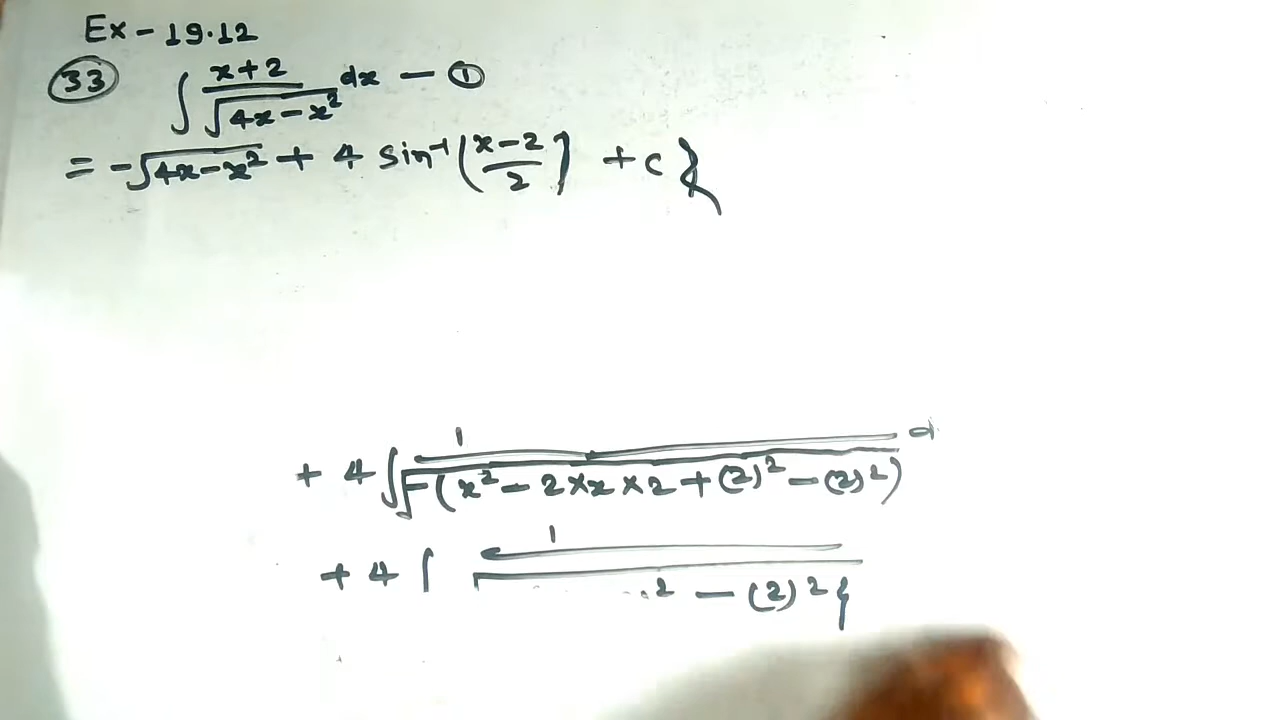 Ex - 19.12
33 ∫ x+2 / √4x-x² dx - ①
= -√4x-x² + 4 sin⁻¹(x-2 / 2) + c
+ 4 ∫ 1 / √-(x² - 2×x×2 + (2)² - (2)²) d
+ 4 ∫ 1 / √ ² - (2)² }